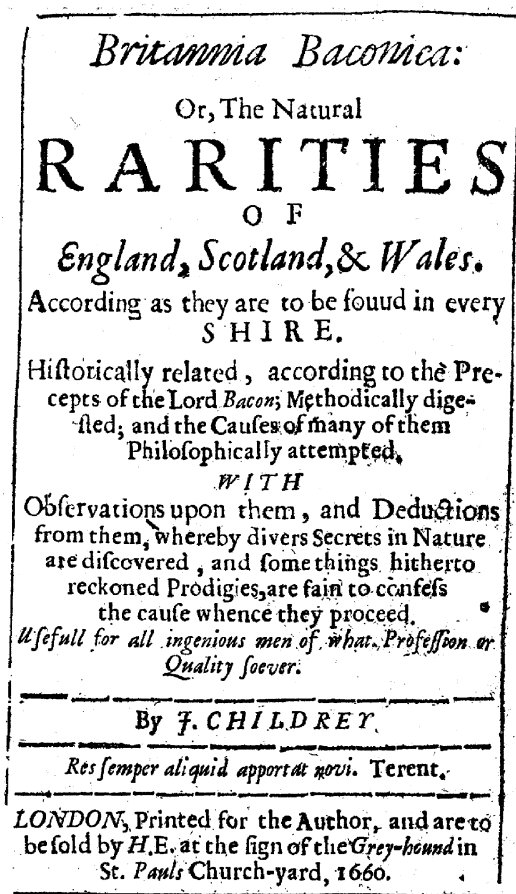 Britannia Baconica:
Or, The Natural
RARITIES
OF
England, Scotland, & Wales.
According as they are to be fouud in every
SHIRE.
Hiſtorically related, according to the Pre-
cepts of the Lord Bacon; Methodically dige-
ſted; and the Cauſes of many of them
Philoſophically attempted,
WITH
Obſervations upon them, and Deductions
from them, whereby divers Secrets in Nature
are diſcovered, and ſome things hitherto
reckoned Prodigies, are fain to confeſs
the cauſe whence they proceed.
Uſefull for all ingenious men of what Profeſſion or
Quality ſoever.
By J. CHILDREY.
Res ſemper aliquid apportat novi. Terent.
LONDON, Printed for the Author, and are to
be ſold by H.E. at the ſign of the Grey-hound in
St. Pauls Church-yard, 1660.